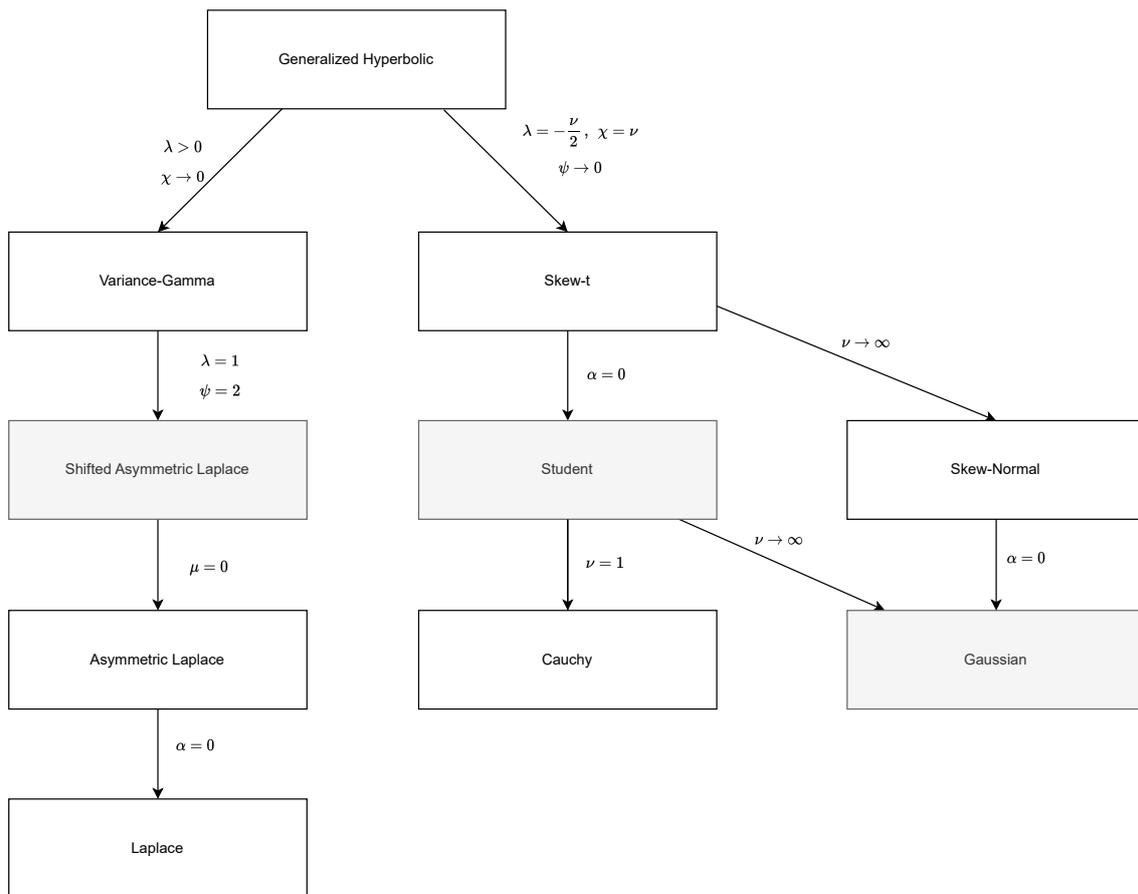 Generalized Hyperbolic
λ > 0
χ → 0
λ = −ν/2 , χ = ν
ψ → 0
Variance-Gamma
Skew-t
λ = 1
ψ = 2
α = 0
ν → ∞
Shifted Asymmetric Laplace
Student
Skew-Normal
μ = 0
ν = 1
ν → ∞
α = 0
Asymmetric Laplace
Cauchy
Gaussian
α = 0
Laplace